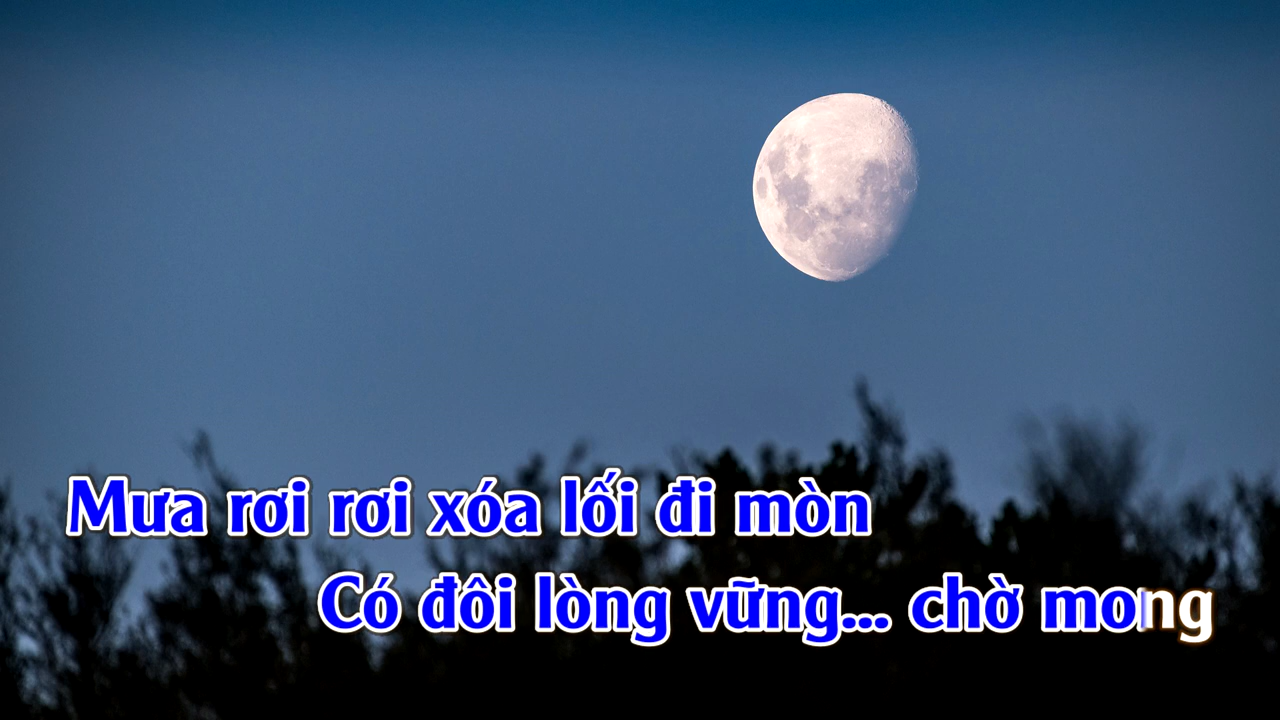 Mưa rơi rơi xóa lối đi mòn
Có đôi lòng vững... chờ mong